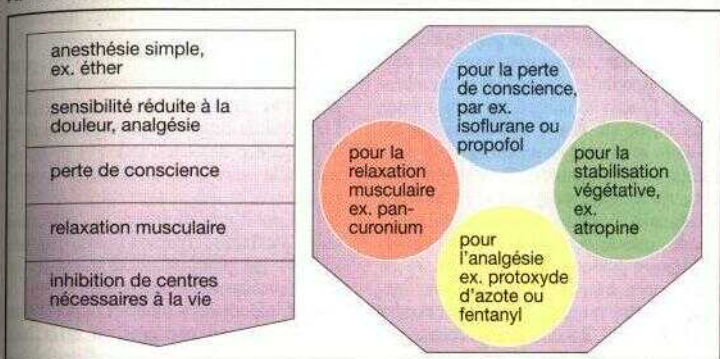 anesthésie simple,
ex. éther
sensibilité réduite à la
douleur, analgésie
perte de conscience
relaxation musculaire
inhibition de centres
nécessaires à la vie
pour la perte
de conscience,
par ex.
isoflurane ou
propofol
pour la
relaxation
musculaire
ex. pan-
curonium
pour la
stabilisation
végétative,
ex.
atropine
pour
l'analgésie
ex. protoxyde
d'azote ou
fentanyl